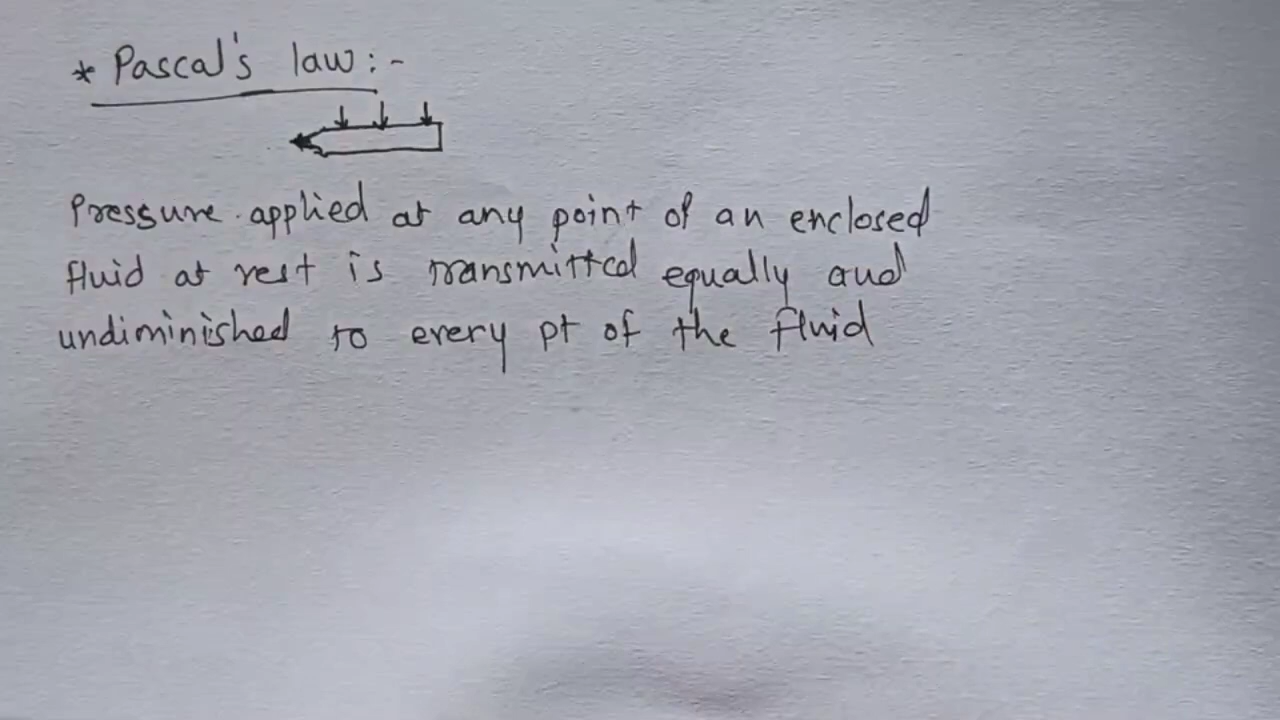 * Pascal's law :-
Pressure applied at any point of an enclosed
fluid at rest is transmitted equally and
undiminished to every pt of the fluid